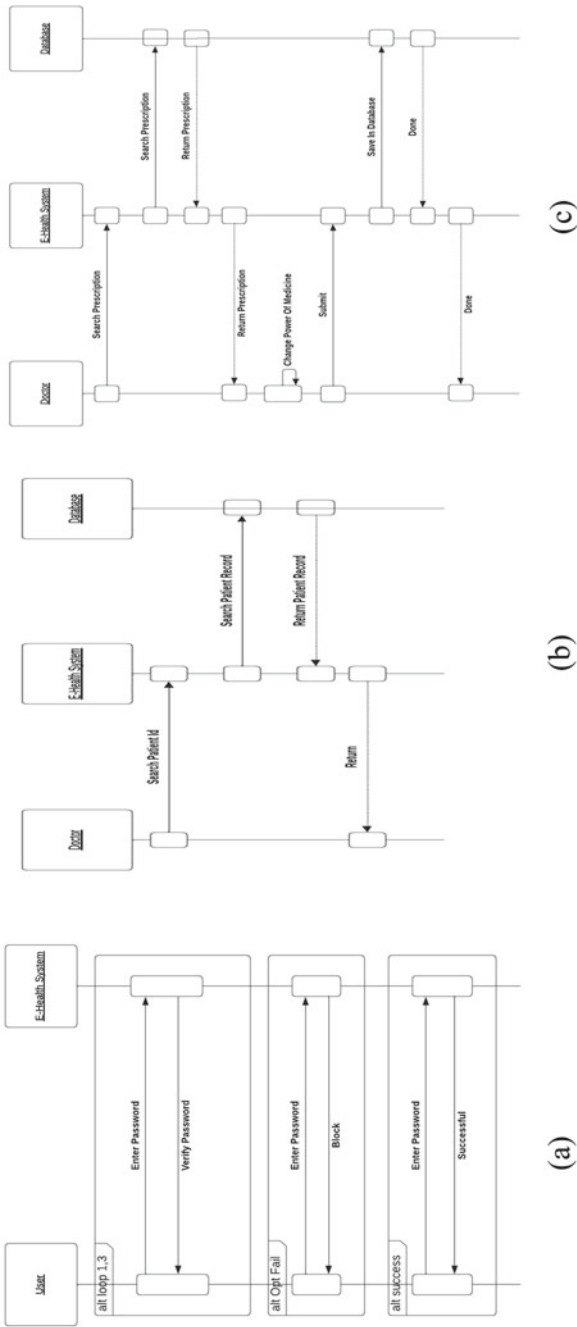 User
E-Health System
alt loop 1,3
Enter Password
Verify Password
alt Opt Fail
Enter Password
Block
alt success
Enter Password
Successful
(a)
Doctor
E-Health System
Database
Search Patient Id
Search Patient Record
Return Patient Record
Return
(b)
Doctor
E-Health System
Database
Search Prescription
Search Prescription
Return Prescription
Return Prescription
Change Power Of Medicine
Submit
Save In Database
Done
Done
(c)